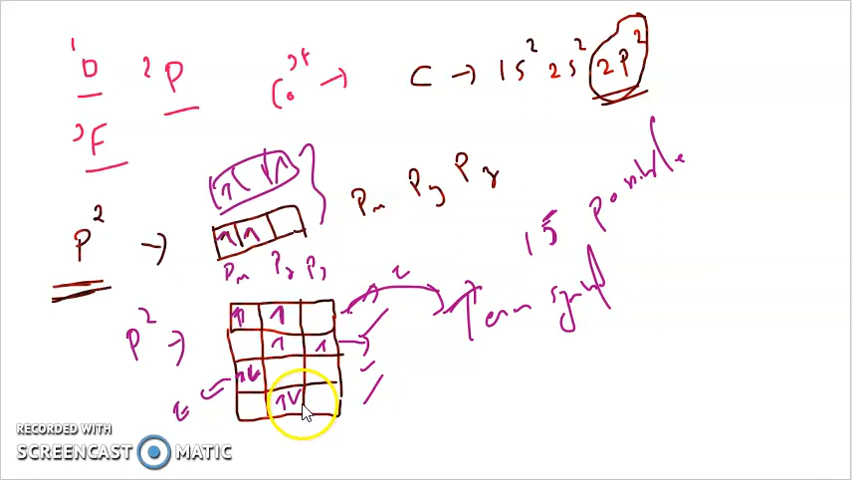 ¹D ²P Co³⁺ → C → 1S² 2S² 2P²
³F
Px Py Pz
P² →
Px Py Pz
15 possible
Term symbol
P² →
RECORDED WITH
SCREENCAST MATIC